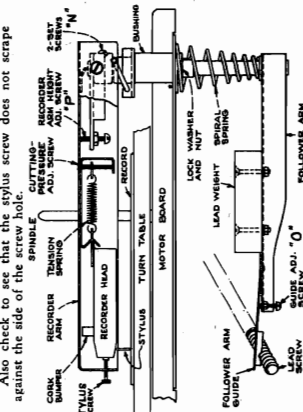 Also check to see that the stylus screw does not scrape
against the side of the screw hole.
SPINDLE
CUTTING-
PRESSURE
ADJ. SCREW
RECORDER
ARM HEIGHT
ADJ. SCREW
"P"
2-SET
SCREWS
"N"
BUSHING
TENSION
SPRING
RECORDER
ARM
CORK
BUMPER
STYLUS
SCREW
RECORDER HEAD
RECORD
STYLUS
TURN TABLE
MOTOR BOARD
LOCK WASHER
AND NUT
SPIRAL
SPRING
LEAD WEIGHT
FOLLOWER ARM
GUIDE ADJ. "O"
SCREW
FOLLOWER ARM
GUIDE
LEAD
SCREW